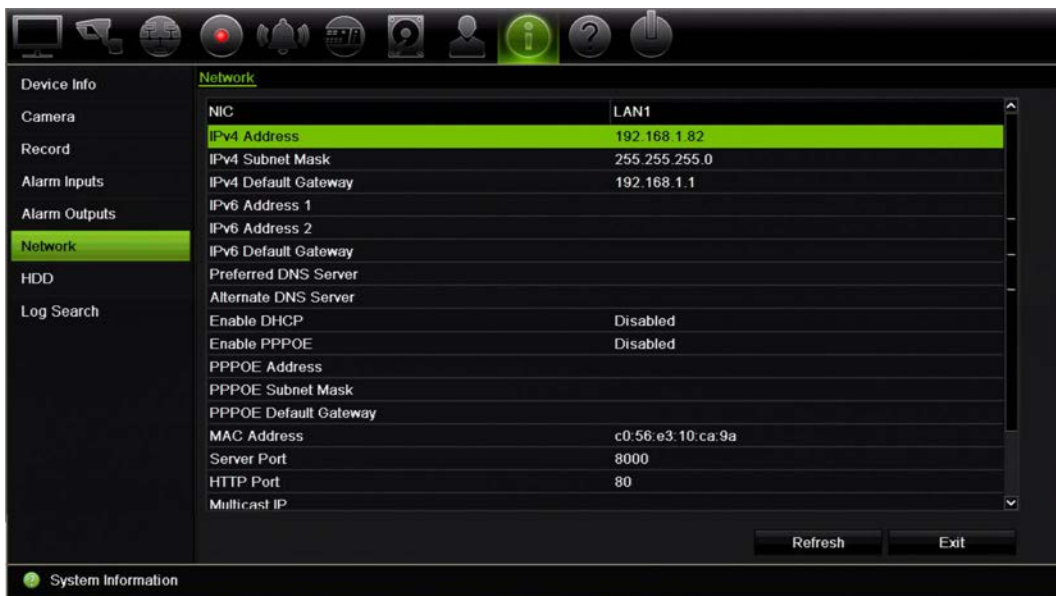 Device Info
Camera
Record
Alarm Inputs
Alarm Outputs
Network
HDD
Log Search
Network
NIC LAN1
IPv4 Address 192.168.1.82
IPv4 Subnet Mask 255.255.255.0
IPv4 Default Gateway 192.168.1.1
IPv6 Address 1
IPv6 Address 2
IPv6 Default Gateway
Preferred DNS Server
Alternate DNS Server
Enable DHCP Disabled
Enable PPPOE Disabled
PPPOE Address
PPPOE Subnet Mask
PPPOE Default Gateway
MAC Address c0:56:e3:10:ca:9a
Server Port 8000
HTTP Port 80
Multicast IP
Refresh Exit
System Information